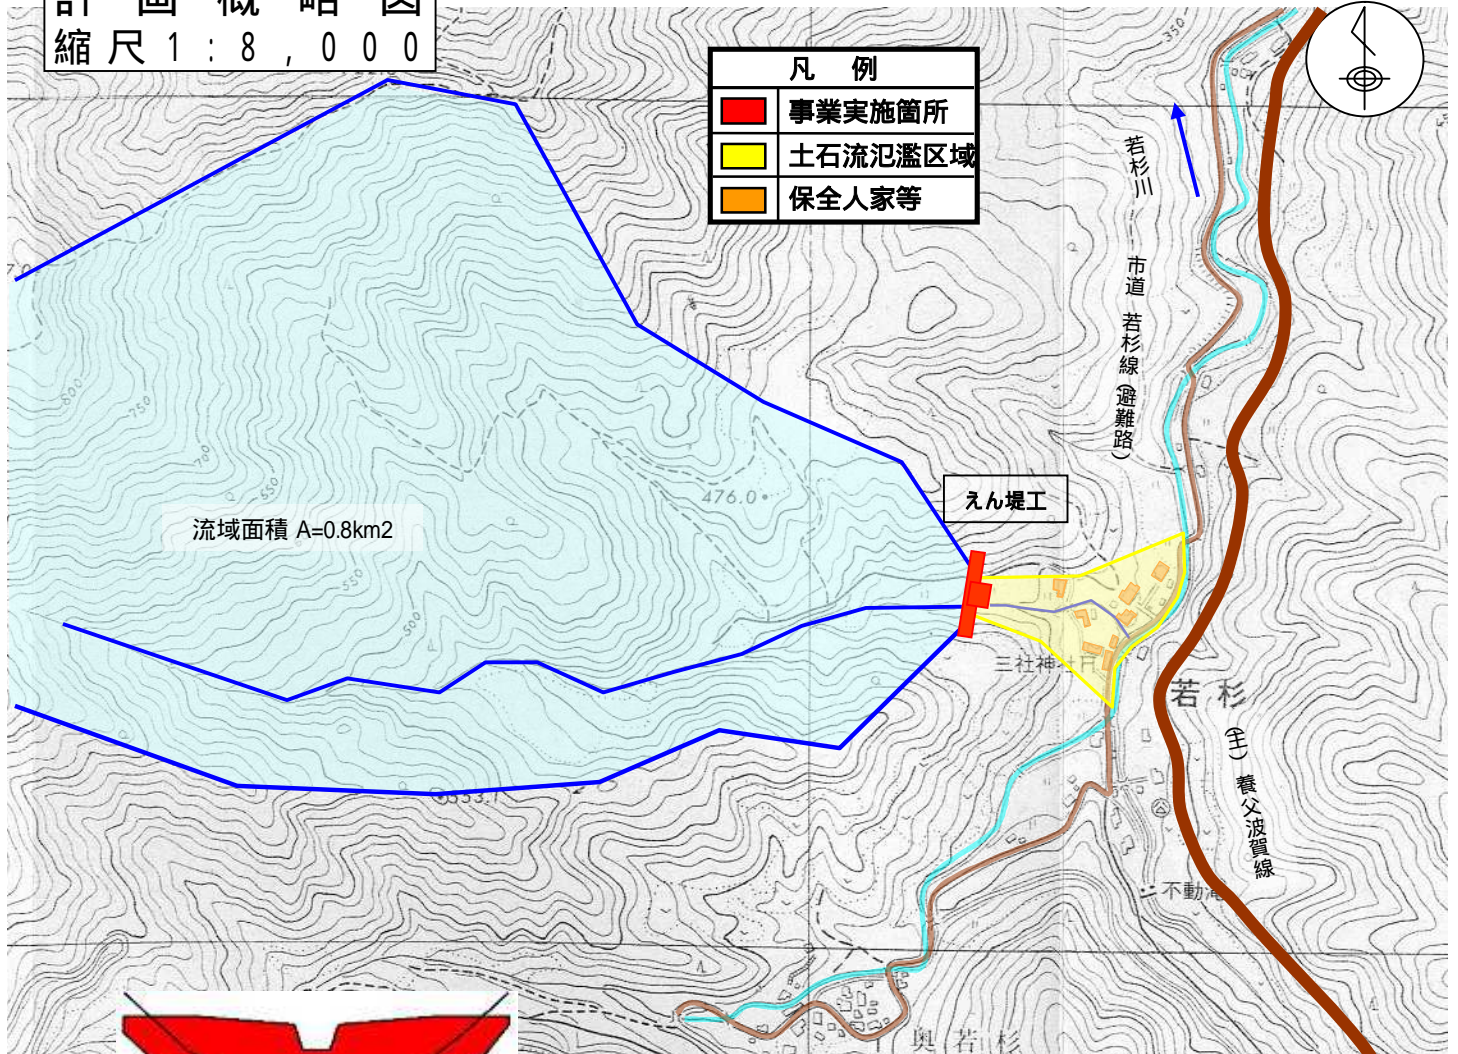 計画概略図
縮尺1:8,000
凡例
事業実施箇所
土石流氾濫区域
保全人家等
350
若杉川
市道 若杉線(避難路)
800
750
700
550
476.0
えん堤工
流域面積 A=0.8km2
550
500
三社神社
若杉
(主)養父波賀線
553.1
不動滝
奥若杉